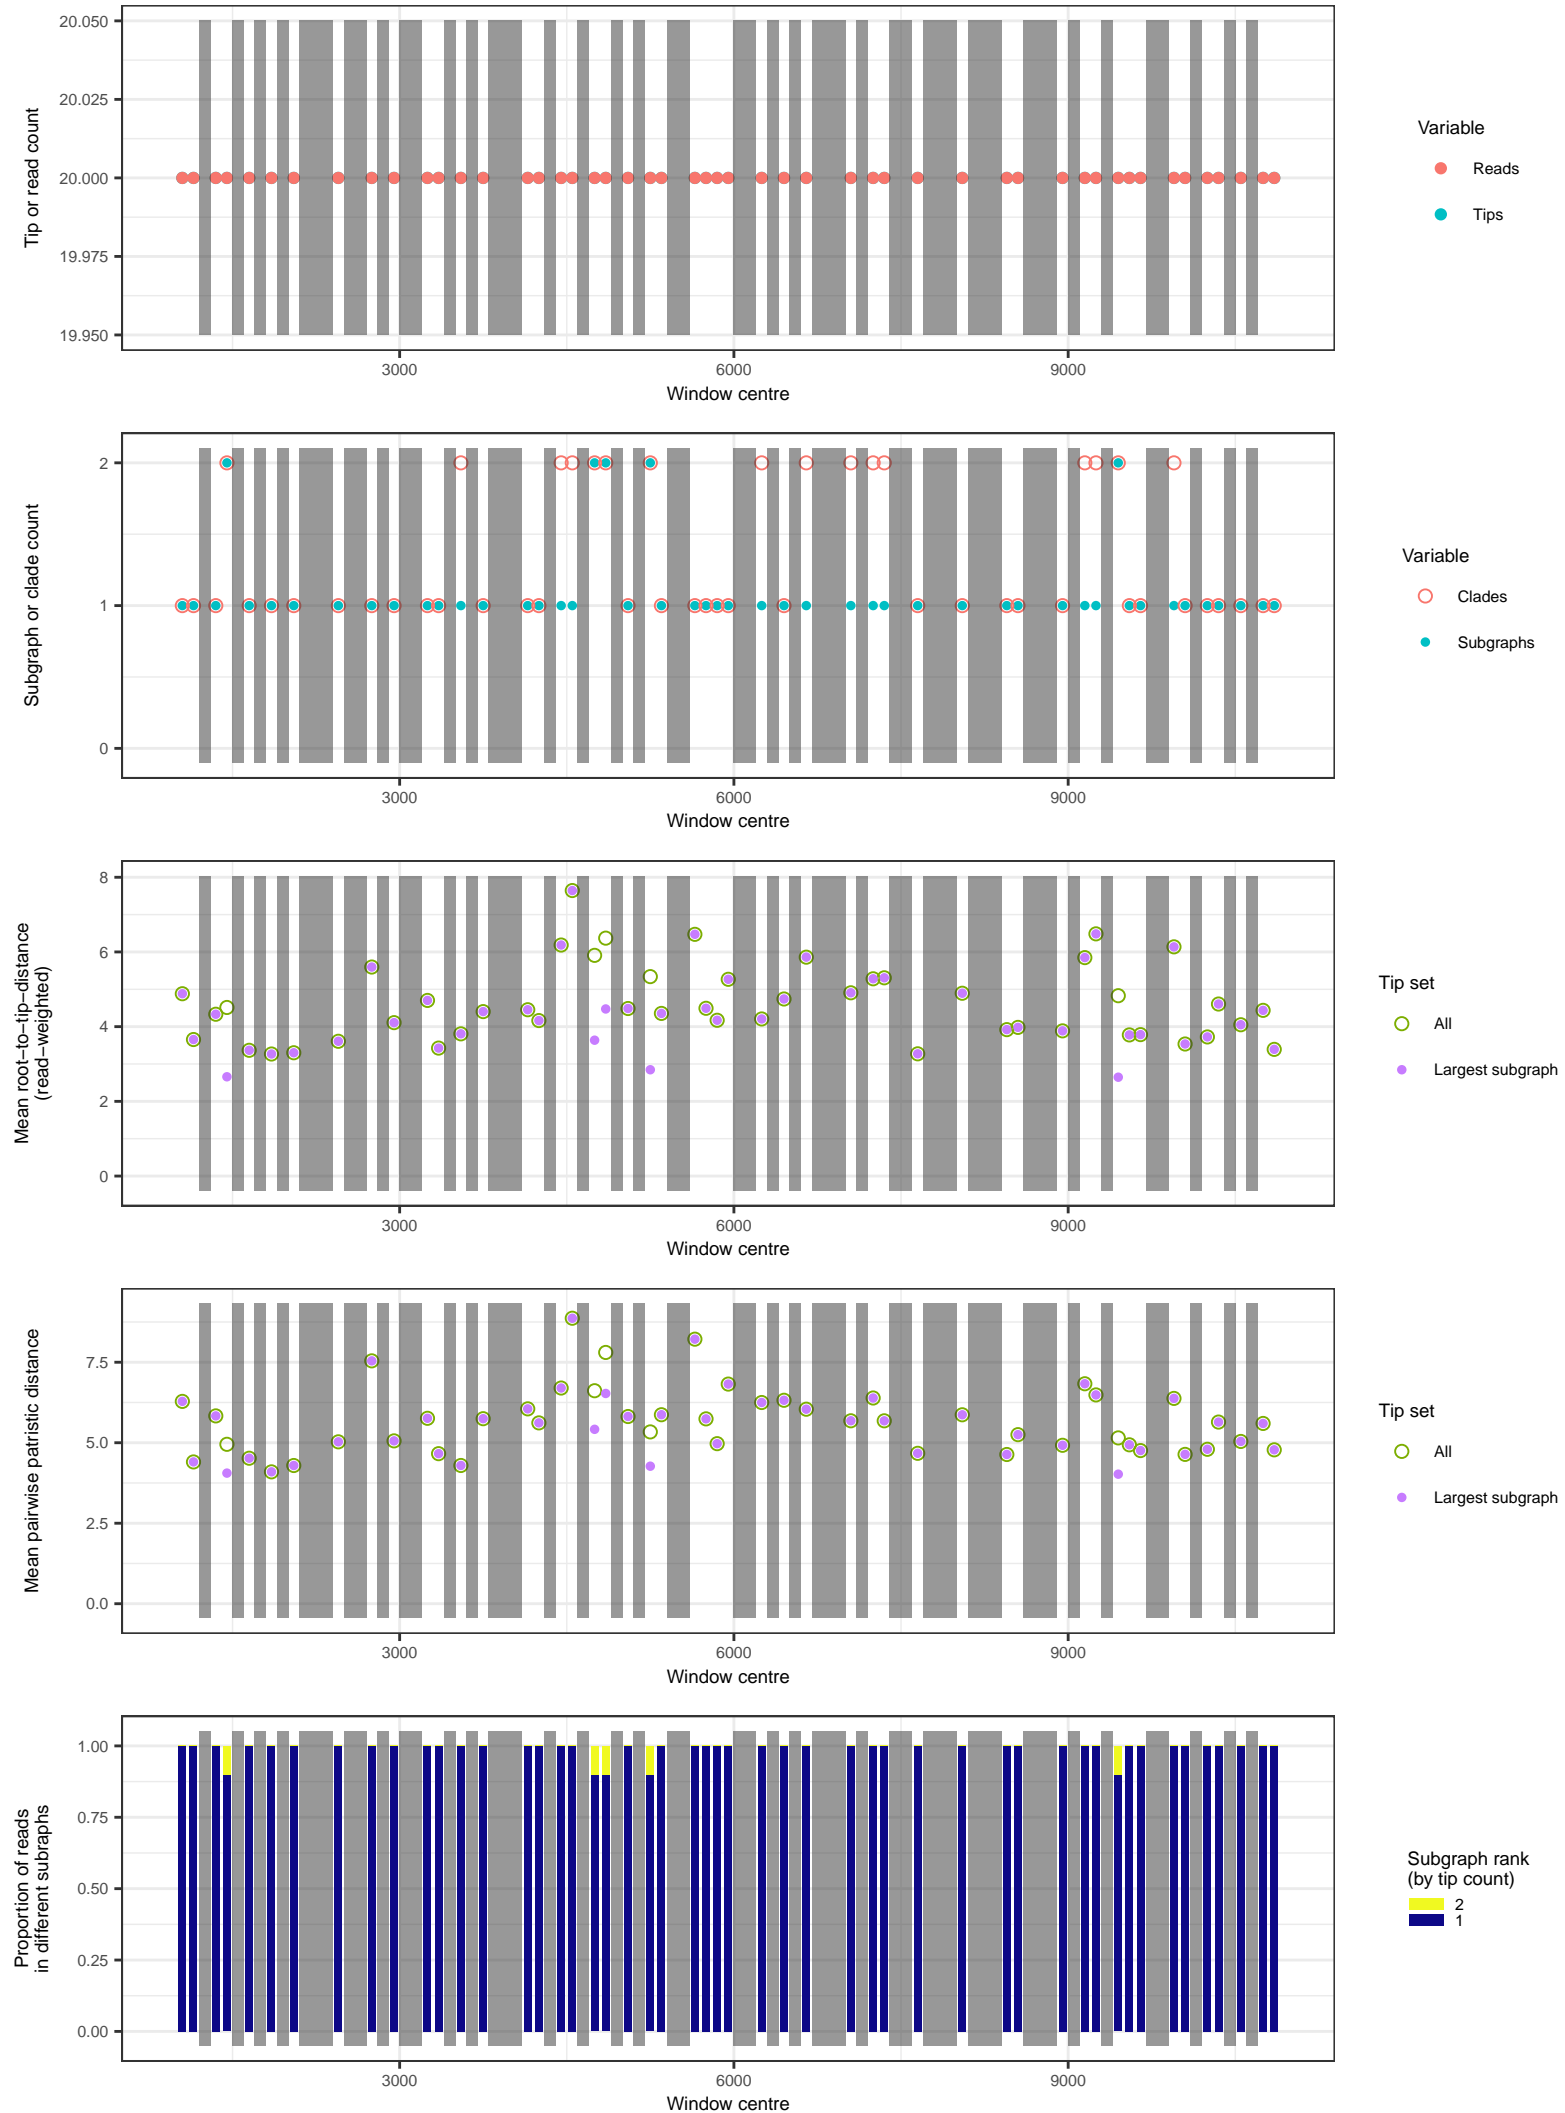 20.050
20.025
20.000
19.975
19.950
Tip or read count
3000
6000
9000
Window centre
Variable
Reads
Tips
2
1
0
Subgraph or clade count
3000
6000
9000
Window centre
Variable
Clades
Subgraphs
8
6
4
2
0
Mean root−to−tip−distance
(read−weighted)
3000
6000
9000
Window centre
Tip set
All
Largest subgraph
7.5
5.0
2.5
0.0
Mean pairwise patristic distance
3000
6000
9000
Window centre
Tip set
All
Largest subgraph
1.00
0.75
0.50
0.25
0.00
Proportion of reads
in different subraphs
3000
6000
9000
Window centre
Subgraph rank
(by tip count)
2
1